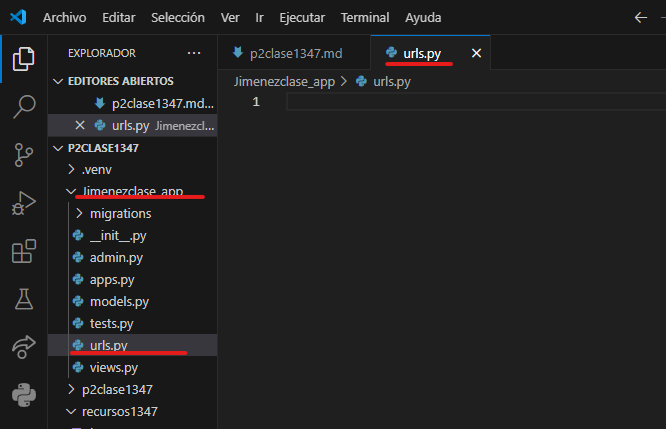 Archivo Editar Selección Ver Ir Ejecutar Terminal Ayuda
EXPLORADOR
EDITORES ABIERTOS
p2clase1347.md...
urls.py Jimenezcl...
P2CLASE1347
.venv
Jimenezclase_app
migrations
__init__.py
admin.py
apps.py
models.py
tests.py
urls.py
views.py
p2clase1347
recursos1347
p2clase1347.md
urls.py
Jimenezclase_app > urls.py
1